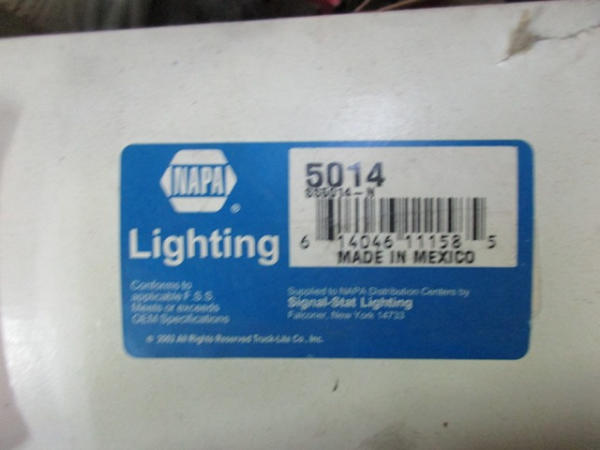 NAPA
®
Lighting
Conforms to
applicable F.S.S.
Meets or exceeds
OEM Specifications
5014
SS5014-N
6 14046 11158 5
MADE IN MEXICO
Supplied to NAPA Distribution Centers by
Signal-Stat Lighting
Falconer, New York 14733
© 2002 All Rights Reserved Truck-Lite Co., Inc.